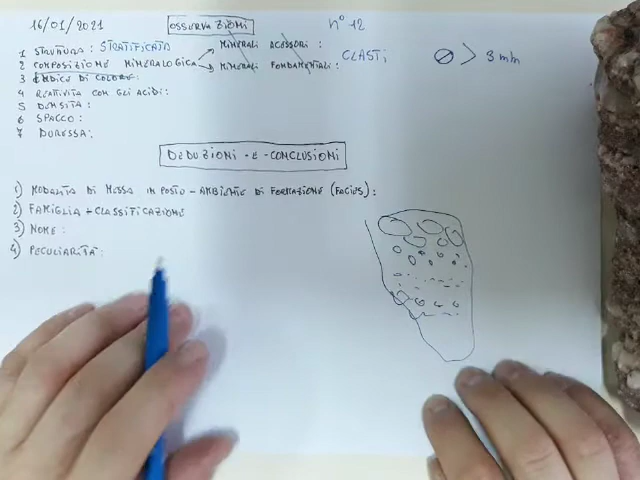 16/01/2021 OSSERVAZIONI n° 12
1 STRUTTURA: STRATIFICATA
2 COMPOSIZIONE MINERALOGICA MINERALI ACESSORI:
MINERALI FONDAMENTALI: CLASTI ∅ > 3 mm
3 INDICE DI COLORE:
4 REATTIVITÀ CON GLI ACIDI:
5 DENSITÀ:
6 SPACCO:
7 DUREZZA:
DEDUZIONI - E - CONCLUSIONI
1) MODALITÀ DI MESSA IN POSTO - AMBIENTE DI FORMAZIONE (FACIES):
2) FAMIGLIA + CLASSIFICAZIONE
3) NOME:
4) PECULIARITÀ: